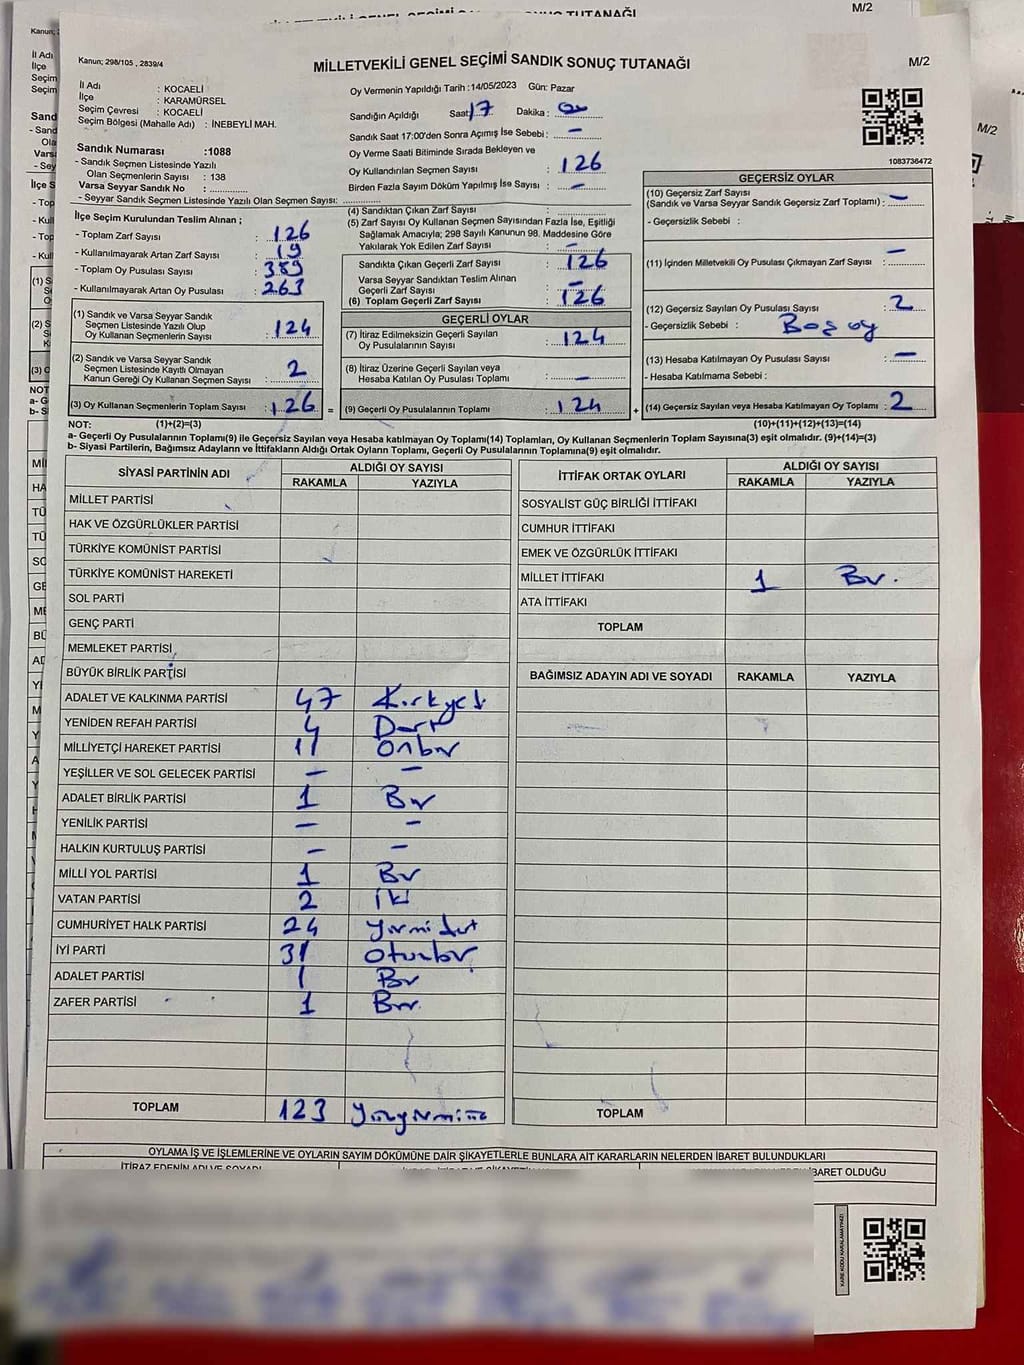 M/2
Kanun; 298/105 , 2839/4
MİLLETVEKİLİ GENEL SEÇİMİ SANDIK SONUÇ TUTANAĞI
M/2
İl Adı : KOCAELİ
İlçe : KARAMÜRSEL
Seçim Çevresi : KOCAELİ
Seçim Bölgesi (Mahalle Adı) : İNEBEYLİ MAH.
Sandık Numarası :1088
- Sandık Seçmen Listesinde Yazılı
Olan Seçmenlerin Sayısı : 138
Varsa Seyyar Sandık No : ..............
- Seyyar Sandık Seçmen Listesinde Yazılı Olan Seçmen Sayısı: ..............
Oy Vermenin Yapıldığı Tarih :14/05/2023 Gün: Pazar
Sandığın Açıldığı Saat: 17 Dakika : 00
Sandık Saat 17:00'den Sonra Açımış İse Sebebi : –
Oy Verme Saati Bitiminde Sırada Bekleyen ve
Oy Kullandırılan Seçmen Sayısı : 126
Birden Fazla Sayım Döküm Yapılmış İse Sayısı : –
1083736472
İlçe Seçim Kurulundan Teslim Alınan ;
- Toplam Zarf Sayısı : 126
- Kullanılmayarak Artan Zarf Sayısı : 19
- Toplam Oy Pusulası Sayısı : 389
- Kullanılmayarak Artan Oy Pusulası : 263
(1) Sandık ve Varsa Seyyar Sandık
Seçmen Listesinde Yazılı Olup
Oy Kullanan Seçmenlerin Sayısı : 124
(2) Sandık ve Varsa Seyyar Sandık
Seçmen Listesinde Kayıtlı Olmayan
Kanun Gereği Oy Kullanan Seçmen Sayısı : 2
(3) Oy Kullanan Seçmenlerin Toplam Sayısı : 126
(4) Sandıktan Çıkan Zarf Sayısı : ..............
(5) Zarf Sayısı Oy Kullanan Seçmen Sayısından Fazla İse, Eşitliği
Sağlamak Amacıyla; 298 Sayılı Kanunun 98. Maddesine Göre
Yakılarak Yok Edilen Zarf Sayısı : –
Sandıkta Çıkan Geçerli Zarf Sayısı : 126
Varsa Seyyar Sandıktan Teslim Alınan
Geçerli Zarf Sayısı : –
(6) Toplam Geçerli Zarf Sayısı : 126
GEÇERLİ OYLAR
(7) İtiraz Edilmeksizin Geçerli Sayılan
Oy Pusulalarının Sayısı : 124
(8) İtiraz Üzerine Geçerli Sayılan veya
Hesaba Katılan Oy Pusulası Toplamı : –
= (9) Geçerli Oy Pusulalarının Toplamı : 124 +
GEÇERSİZ OYLAR
(10) Geçersiz Zarf Sayısı
(Sandık ve Varsa Seyyar Sandık Geçersiz Zarf Toplamı) : –
- Geçersizlik Sebebi :
(11) İçinden Milletvekili Oy Pusulası Çıkmayan Zarf Sayısı : –
(12) Geçersiz Sayılan Oy Pusulası Sayısı : 2
- Geçersizlik Sebebi : Boş oy
(13) Hesaba Katılmayan Oy Pusulası Sayısı : –
- Hesaba Katılmama Sebebi :
(14) Geçersiz Sayılan veya Hesaba Katılmayan Oy Toplamı : 2
NOT: (1)+(2)=(3) (10)+(11)+(12)+(13)=(14)
a- Geçerli Oy Pusulalarının Toplamı(9) ile Geçersiz Sayılan veya Hesaba katılmayan Oy Toplamı(14) Toplamları, Oy Kullanan Seçmenlerin Toplam Sayısına(3) eşit olmalıdır. (9)+(14)=(3)
b- Siyasi Partilerin, Bağımsız Adayların ve İttifakların Aldığı Ortak Oyların Toplamı, Geçerli Oy Pusulalarının Toplamına(9) eşit olmalıdır.
SİYASİ PARTİNİN ADI ALDIĞI OY SAYISI
RAKAMLA YAZIYLA
MİLLET PARTİSİ
HAK VE ÖZGÜRLÜKLER PARTİSİ
TÜRKİYE KOMÜNİST PARTİSİ
TÜRKİYE KOMÜNİST HAREKETİ
SOL PARTİ
GENÇ PARTİ
MEMLEKET PARTİSİ
BÜYÜK BİRLİK PARTİSİ
ADALET VE KALKINMA PARTİSİ 47 Kırkyedi
YENİDEN REFAH PARTİSİ 4 Dört
MİLLİYETÇİ HAREKET PARTİSİ 11 Onbir
YEŞİLLER VE SOL GELECEK PARTİSİ – –
ADALET BİRLİK PARTİSİ 1 Bir
YENİLİK PARTİSİ – –
HALKIN KURTULUŞ PARTİSİ – –
MİLLİ YOL PARTİSİ 1 Bir
VATAN PARTİSİ 2 İki
CUMHURİYET HALK PARTİSİ 24 Yirmi dört
İYİ PARTİ 31 Otuzbir
ADALET PARTİSİ 1 Bir
ZAFER PARTİSİ 1 Bir
TOPLAM 123 Yüzyirmiüç
İTTİFAK ORTAK OYLARI ALDIĞI OY SAYISI
RAKAMLA YAZIYLA
SOSYALİST GÜÇ BİRLİĞİ İTTİFAKI
CUMHUR İTTİFAKI
EMEK VE ÖZGÜRLÜK İTTİFAKI
MİLLET İTTİFAKI 1 Bir.
ATA İTTİFAKI
TOPLAM
BAĞIMSIZ ADAYIN ADI VE SOYADI RAKAMLA YAZIYLA
TOPLAM
OYLAMA İŞ VE İŞLEMLERİNE VE OYLARIN SAYIM DÖKÜMÜNE DAİR ŞİKAYETLERLE BUNLARA AİT KARARLARIN NELERDEN İBARET BULUNDUKLARI
İTİRAZ EDENİN ADI VE SOYADI
İBARET OLDUĞU
KARE KODU KARALAMAYINIZ!